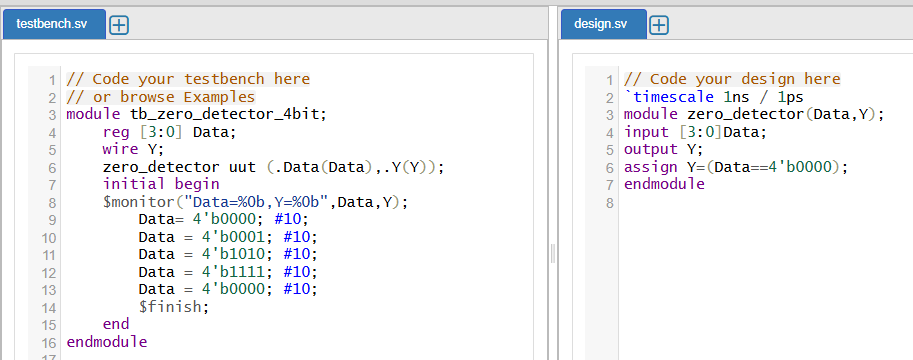 testbench.sv
1 // Code your testbench here
2 // or browse Examples
3 module tb_zero_detector_4bit;
4     reg [3:0] Data;
5     wire Y;
6     zero_detector uut (.Data(Data),.Y(Y));
7     initial begin
8     $monitor("Data=%0b,Y=%0b",Data,Y);
9         Data= 4'b0000; #10;
10         Data = 4'b0001; #10;
11         Data = 4'b1010; #10;
12         Data = 4'b1111; #10;
13         Data = 4'b0000; #10;
14         $finish;
15     end
16 endmodule
17
design.sv
1 // Code your design here
2 `timescale 1ns / 1ps
3 module zero_detector(Data,Y);
4 input [3:0]Data;
5 output Y;
6 assign Y=(Data==4'b0000);
7 endmodule
8